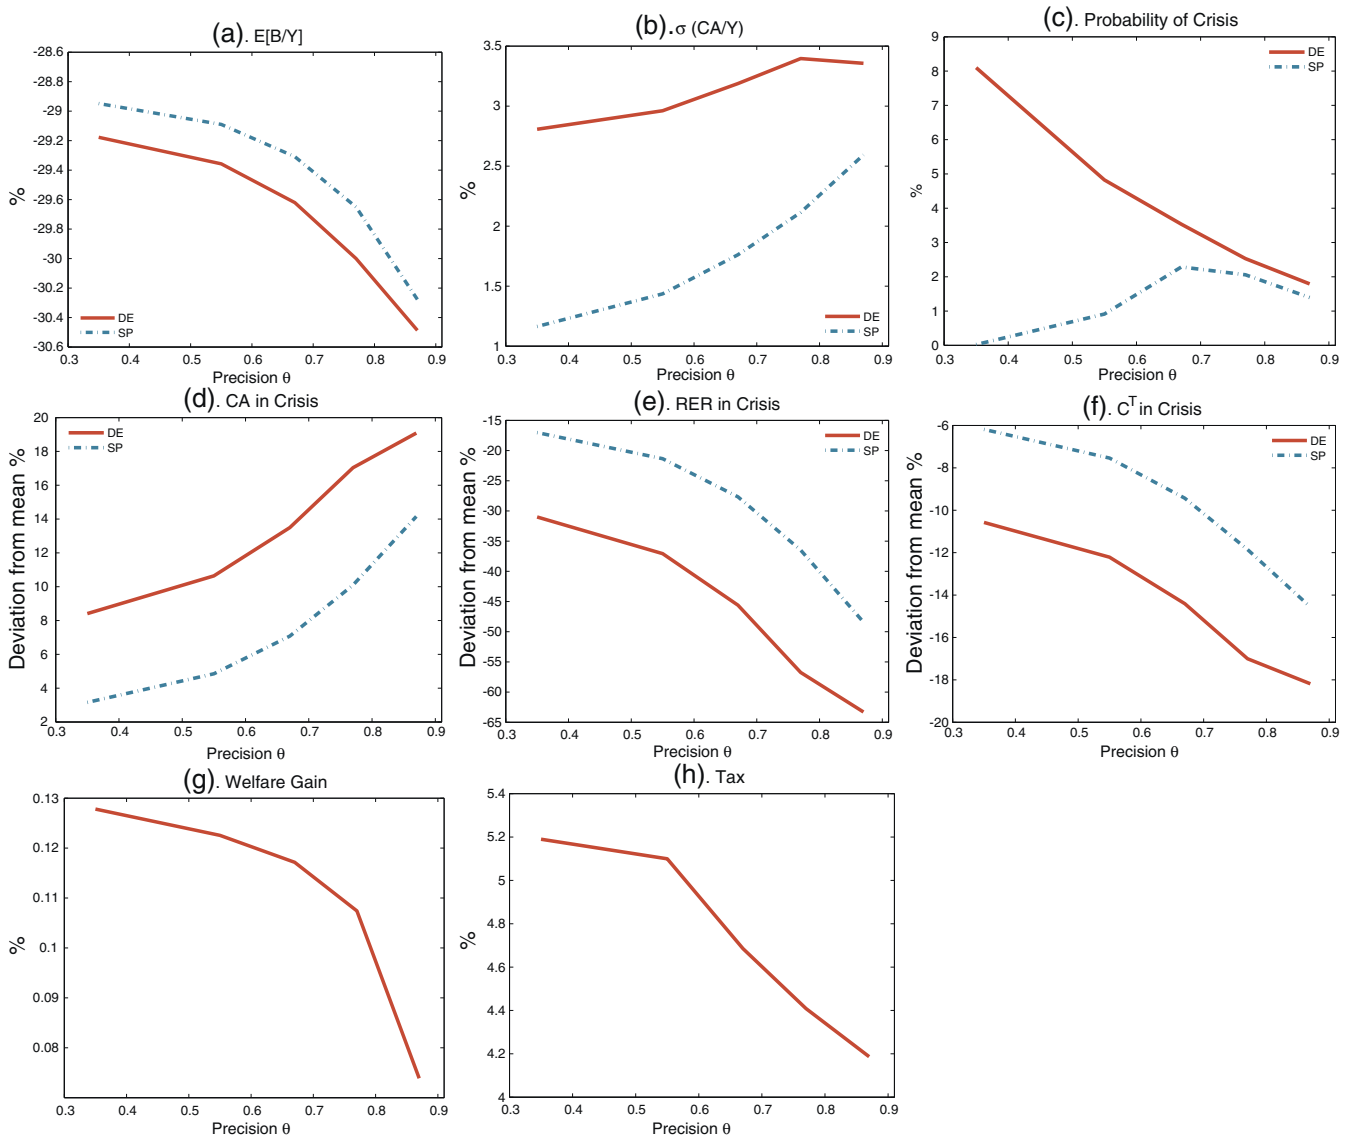 (a). E[B/Y]
-28.6
-28.8
-29
-29.2
-29.4
-29.6
-29.8
-30
-30.2
-30.4
-30.6
%
DE
SP
0.3 0.4 0.5 0.6 0.7 0.8 0.9
Precision θ
(b). σ (CA/Y)
3.5
3
2.5
2
1.5
1
%
DE
SP
0.3 0.4 0.5 0.6 0.7 0.8 0.9
Precision θ
(c). Probability of Crisis
9
8
7
6
5
4
3
2
1
0
%
DE
SP
0.3 0.4 0.5 0.6 0.7 0.8 0.9
Precision θ
(d). CA in Crisis
20
18
16
14
12
10
8
6
4
2
Deviation from mean %
DE
SP
0.3 0.4 0.5 0.6 0.7 0.8 0.9
Precision θ
(e). RER in Crisis
-15
-20
-25
-30
-35
-40
-45
-50
-55
-60
-65
Deviation from mean %
DE
SP
0.3 0.4 0.5 0.6 0.7 0.8 0.9
Precision θ
(f). C^T in Crisis
-6
-8
-10
-12
-14
-16
-18
-20
Deviation from mean %
DE
SP
0.3 0.4 0.5 0.6 0.7 0.8 0.9
Precision θ
(g). Welfare Gain
0.13
0.12
0.11
0.1
0.09
0.08
%
0.3 0.4 0.5 0.6 0.7 0.8 0.9
Precision θ
(h). Tax
5.4
5.2
5
4.8
4.6
4.4
4.2
4
%
0.3 0.4 0.5 0.6 0.7 0.8 0.9
Precision θ